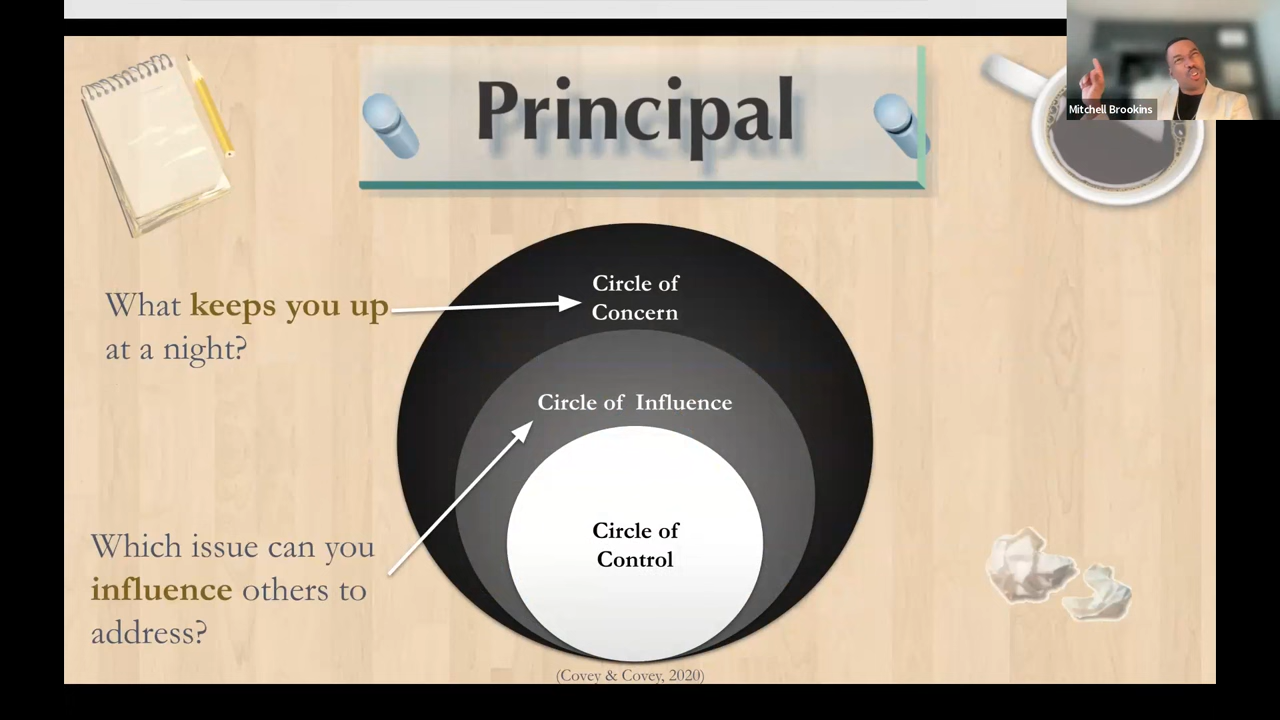 Principal
Mitchell Brookins
Circle of
Concern
What keeps you up
at a night?
Circle of  Influence
Circle of
Control
Which issue can you
influence others to
address?
(Covey & Covey, 2020)